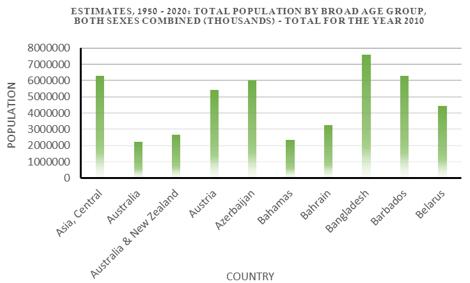 ESTIMATES, 1950 - 2020: TOTAL POPULATION BY BROAD AGE GROUP,
BOTH SEXES COMBINED (THOUSANDS) - TOTAL FOR THE YEAR 2010
POPULATION
8000000
7000000
6000000
5000000
4000000
3000000
2000000
1000000
0
Asia, Central
Australia
Australia & New Zealand
Austria
Azerbaijan
Bahamas
Bahrain
Bangladesh
Barbados
Belarus
COUNTRY